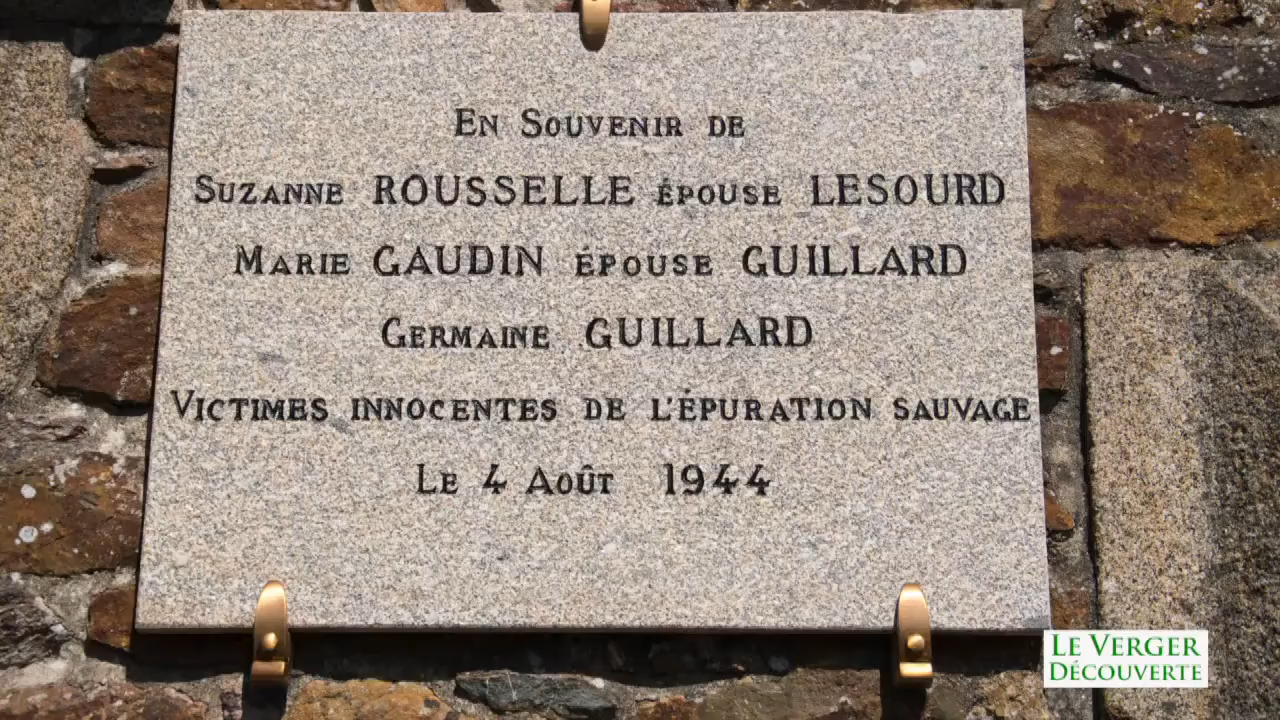 En Souvenir de
Suzanne ROUSSELLE épouse LESOURD
Marie GAUDIN épouse GUILLARD
Germaine GUILLARD
Victimes innocentes de l'épuration sauvage
Le 4 Août 1944
Le Verger
Découverte